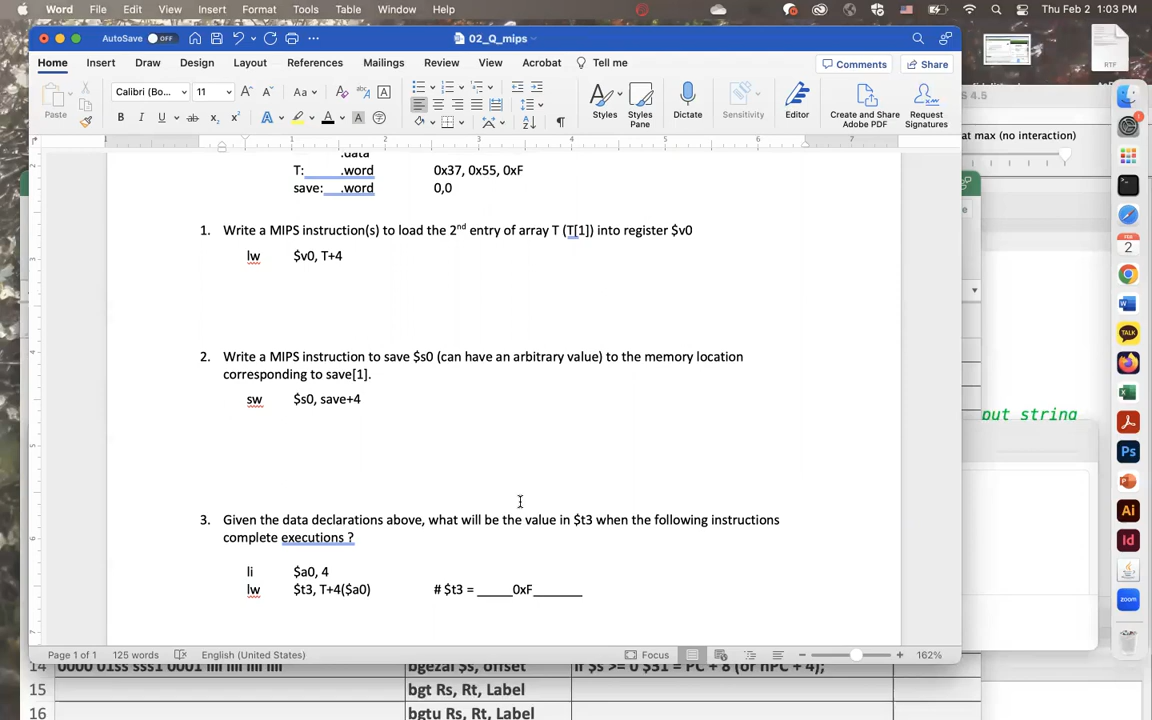 Word File Edit View Insert Format Tools Table Window Help Thu Feb 2 1:03 PM
AutoSave OFF 02_Q_mips
RTF
Home Insert Draw Design Layout References Mailings Review View Acrobat Tell me Comments Share
Paste Calibri (Bo... 11 Styles Styles Pane Dictate Sensitivity Editor Create and Share Adobe PDF Request Signatures
S 4.5
at max (no interaction)
.data
T: .word 0x37, 0x55, 0xF
save: .word 0,0
1. Write a MIPS instruction(s) to load the 2nd entry of array T (T[1]) into register $v0
lw $v0, T+4
2. Write a MIPS instruction to save $s0 (can have an arbitrary value) to the memory location
corresponding to save[1].
sw $s0, save+4
put string
3. Given the data declarations above, what will be the value in $t3 when the following instructions
complete executions ?
li $a0, 4
lw $t3, T+4($a0) # $t3 = _____0xF_______
Page 1 of 1 125 words English (United States) Focus 162%
14 0000 01ss sss1 0001 iiii iiii iiii iiii bgezal $s, offset if $s >= 0 $31 = PC + 8 (or nPC + 4);
15 bgt Rs, Rt, Label
16 bgtu Rs, Rt, Label